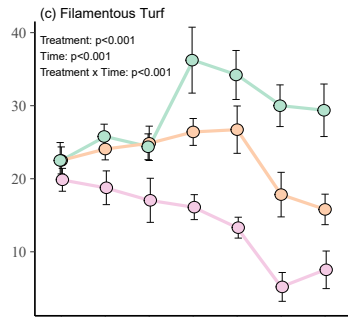 (c) Filamentous Turf
40
Treatment: p<0.001
Time: p<0.001
Treatment x Time: p<0.001
30
20
10